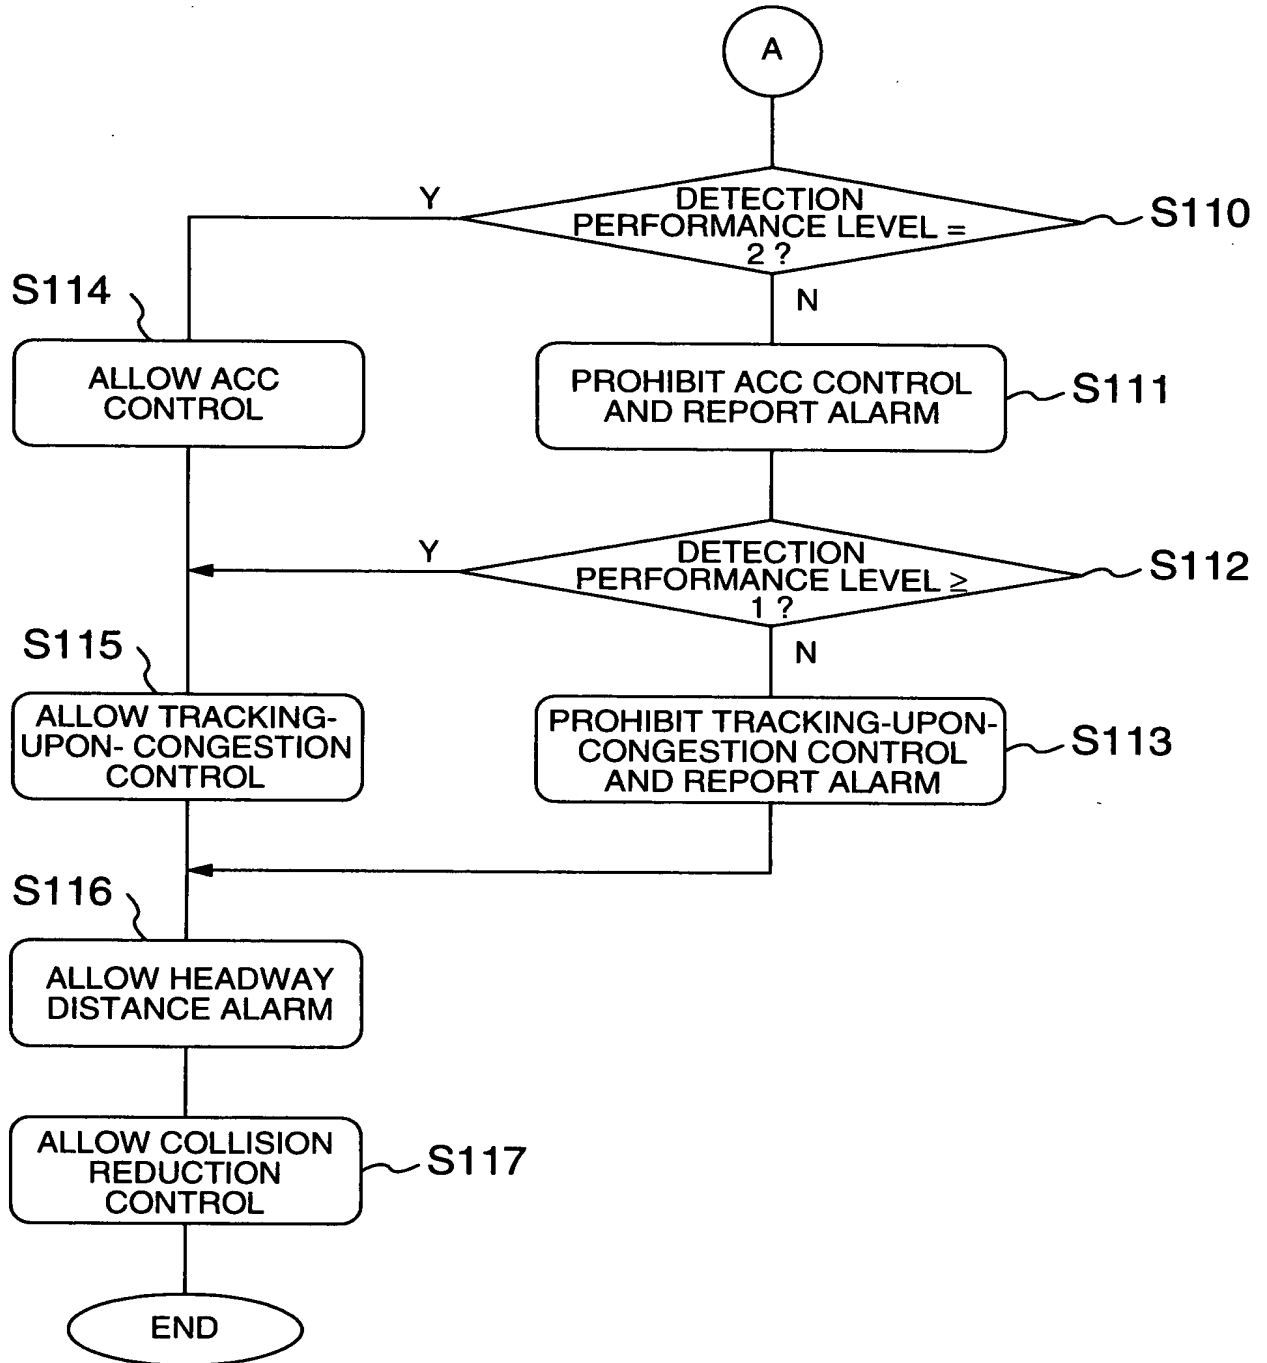 A
Y
DETECTION
PERFORMANCE LEVEL =
2 ?
S110
N
S114
ALLOW ACC
CONTROL
PROHIBIT ACC CONTROL
AND REPORT ALARM
S111
Y
DETECTION
PERFORMANCE LEVEL ≥
1 ?
S112
N
S115
ALLOW TRACKING-
UPON- CONGESTION
CONTROL
PROHIBIT TRACKING-UPON-
CONGESTION CONTROL
AND REPORT ALARM
S113
S116
ALLOW HEADWAY
DISTANCE ALARM
ALLOW COLLISION
REDUCTION
CONTROL
S117
END